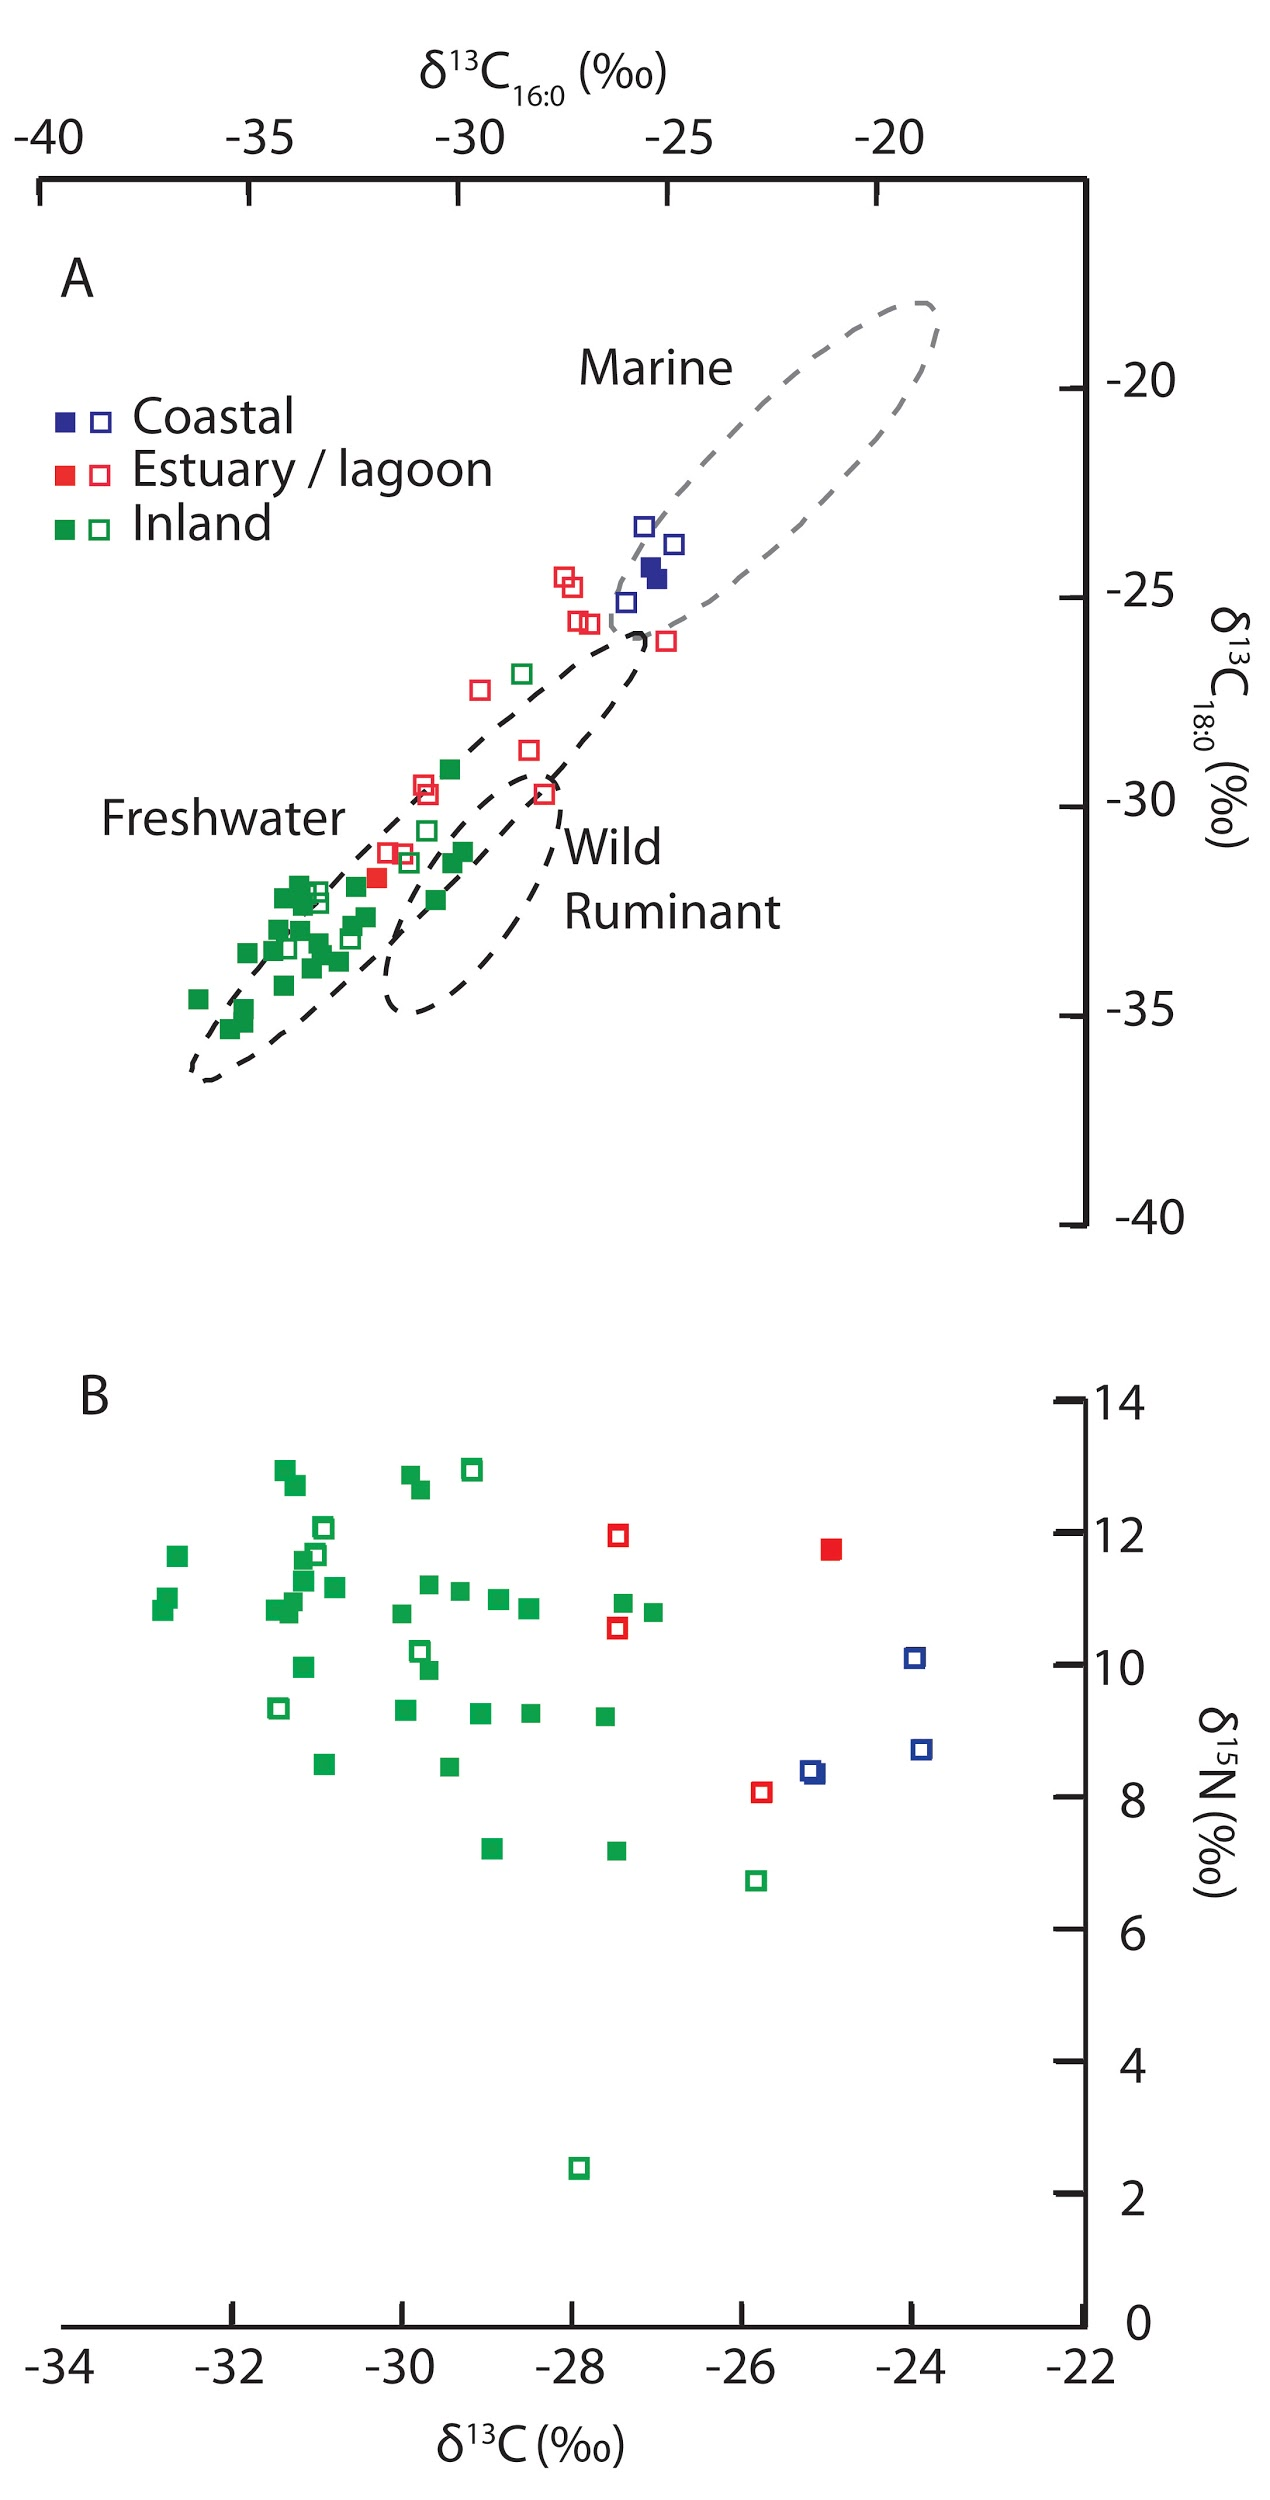 δ¹³C₁₆:₀ (‰)
-40 -35 -30 -25 -20
A
Marine
-20
Coastal
Estuary / lagoon
Inland
-25
δ¹³C₁₈:₀ (‰)
-30
Freshwater
Wild
Ruminant
-35
-40
B
14
12
10
δ¹⁵N (‰)
8
6
4
2
0
-34 -32 -30 -28 -26 -24 -22
δ¹³C (‰)